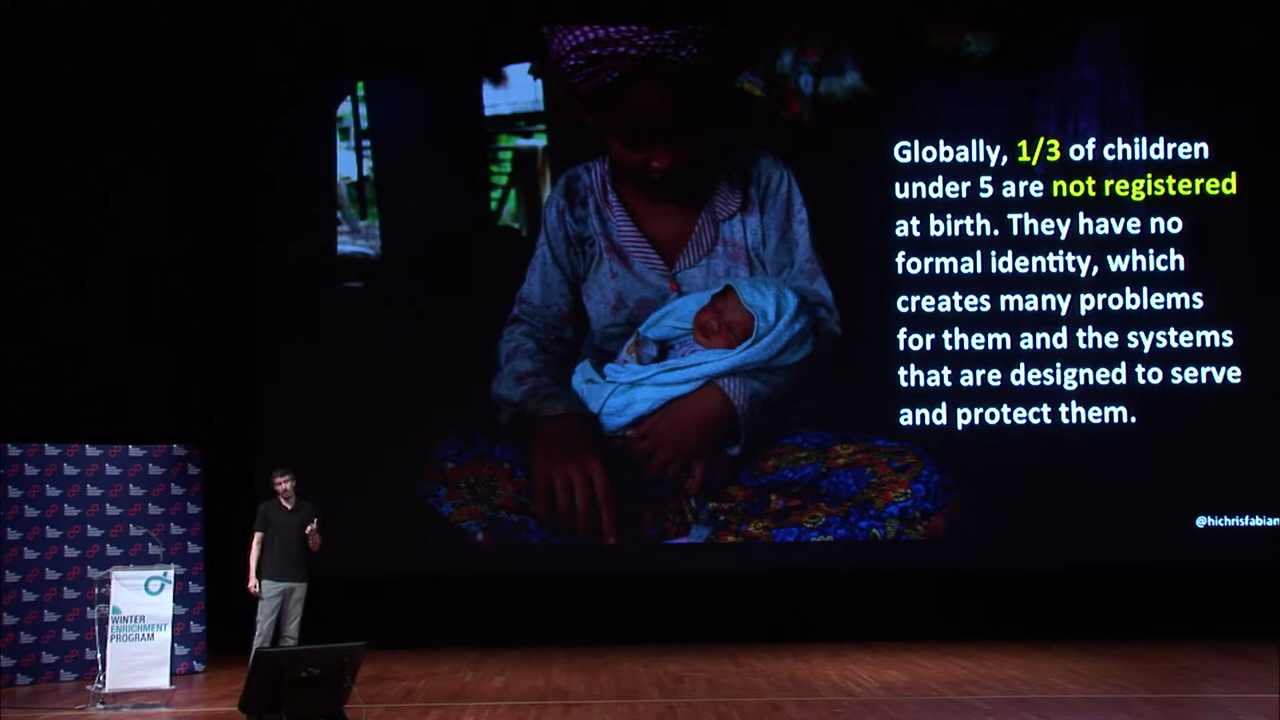 Globally, 1/3 of children
under 5 are not registered
at birth. They have no
formal identity, which
creates many problems
for them and the systems
that are designed to serve
and protect them.
@hichrisfabian
WINTER
ENRICHMENT
PROGRAM